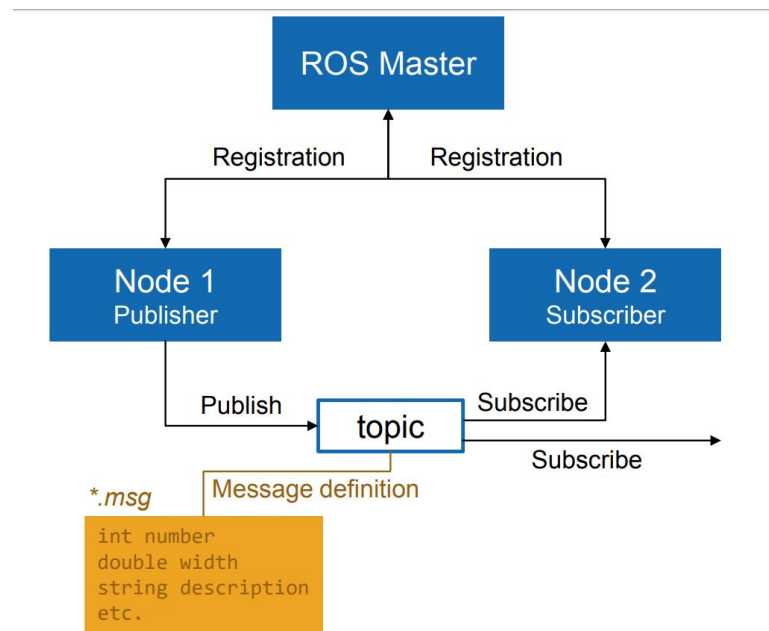 ROS Master
Registration
Registration
Node 1
Publisher
Node 2
Subscriber
Publish
topic
Subscribe
Subscribe
*.msg
Message definition
int number
double width
string description
etc.